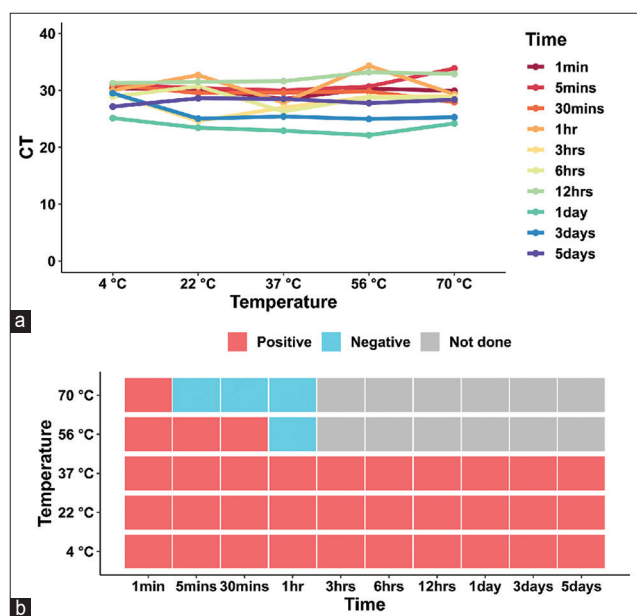 40
30
20
10
0
CT
4 °C 22 °C 37 °C 56 °C 70 °C
Temperature
Time
1min
5mins
30mins
1hr
3hrs
6hrs
12hrs
1day
3days
5days
a
Positive Negative Not done
Temperature
70 °C
56 °C
37 °C
22 °C
4 °C
1min 5mins 30mins 1hr 3hrs 6hrs 12hrs 1day 3days 5days
Time
b